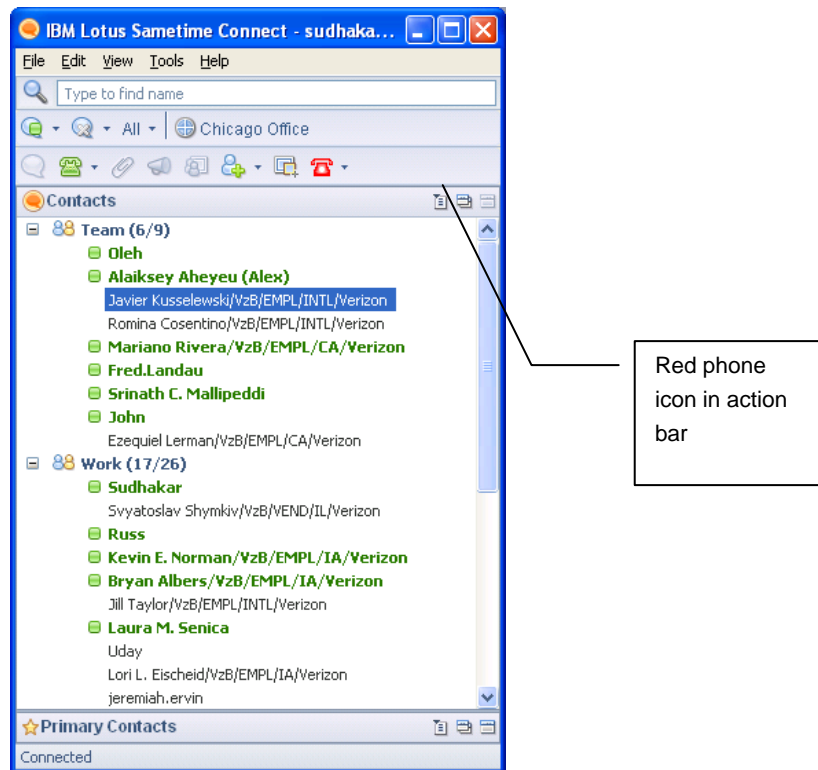 IBM Lotus Sametime Connect - sudhaka...
File Edit View Tools Help
Type to find name
All Chicago Office
Contacts
Team (6/9)
Oleh
Alaiksey Aheyeu (Alex)
Javier Kusselewski/VzB/EMPL/INTL/Verizon
Romina Cosentino/VzB/EMPL/INTL/Verizon
Mariano Rivera/VzB/EMPL/CA/Verizon
Fred.Landau
Srinath C. Mallipeddi
John
Ezequiel Lerman/VzB/EMPL/CA/Verizon
Work (17/26)
Sudhakar
Svyatoslav Shymkiv/VzB/VEND/IL/Verizon
Russ
Kevin E. Norman/VzB/EMPL/IA/Verizon
Bryan Albers/VzB/EMPL/IA/Verizon
Jill Taylor/VzB/EMPL/INTL/Verizon
Laura M. Senica
Uday
Lori L. Eischeid/VzB/EMPL/IA/Verizon
jeremiah.ervin
Primary Contacts
Connected
Red phone
icon in action
bar